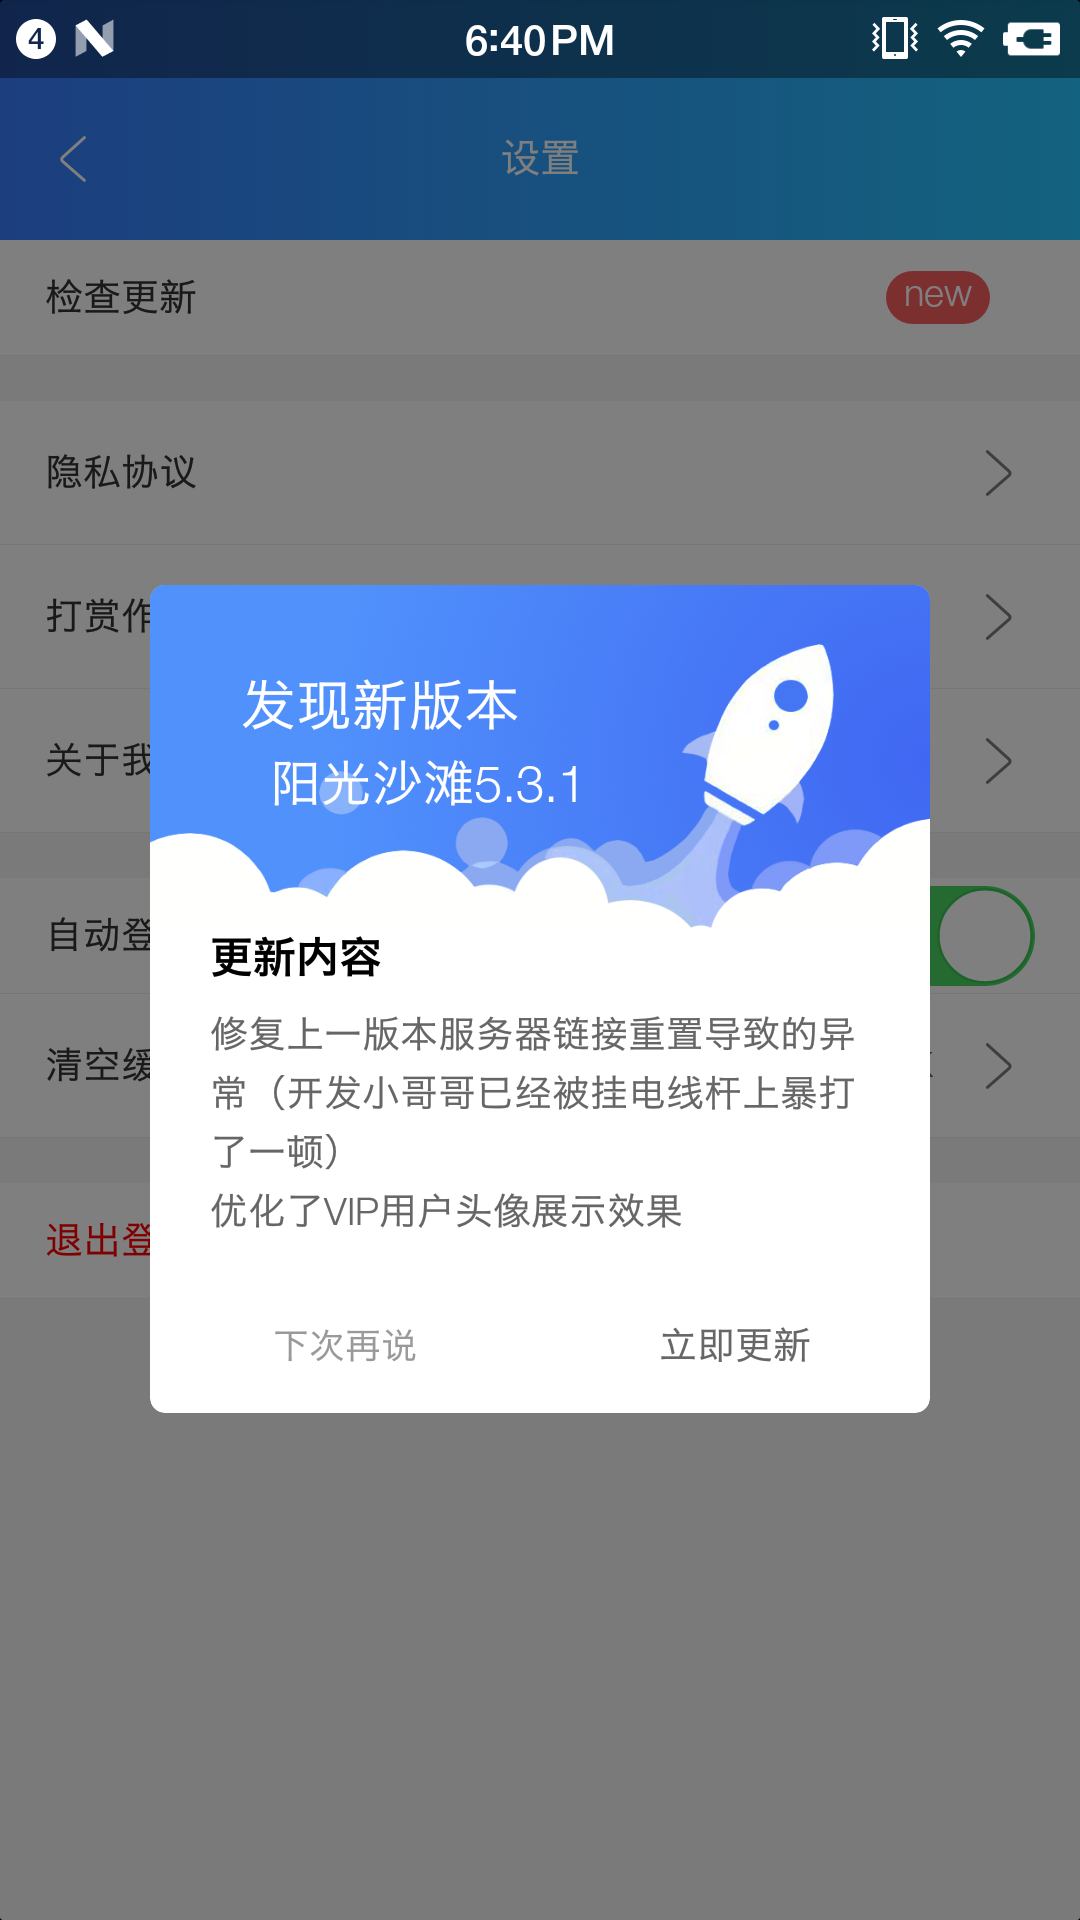 4
6:40PM
设置
检查更新
new
隐私协议
打赏作
关于我
发现新版本
阳光沙滩5.3.1
自动登
更新内容
修复上一版本服务器链接重置导致的异
常（开发小哥哥已经被挂电线杆上暴打
了一顿）
清空缓
优化了VIP用户头像展示效果
退出登
下次再说
立即更新